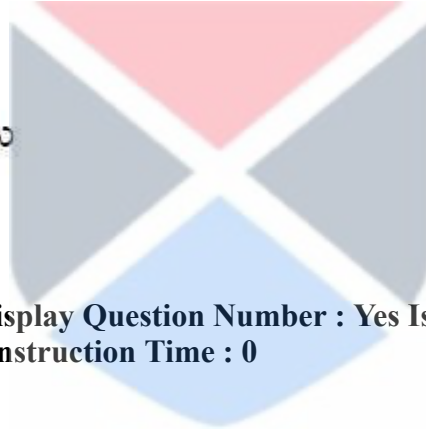 isplay Question Number : Yes Is
nstruction Time : 0